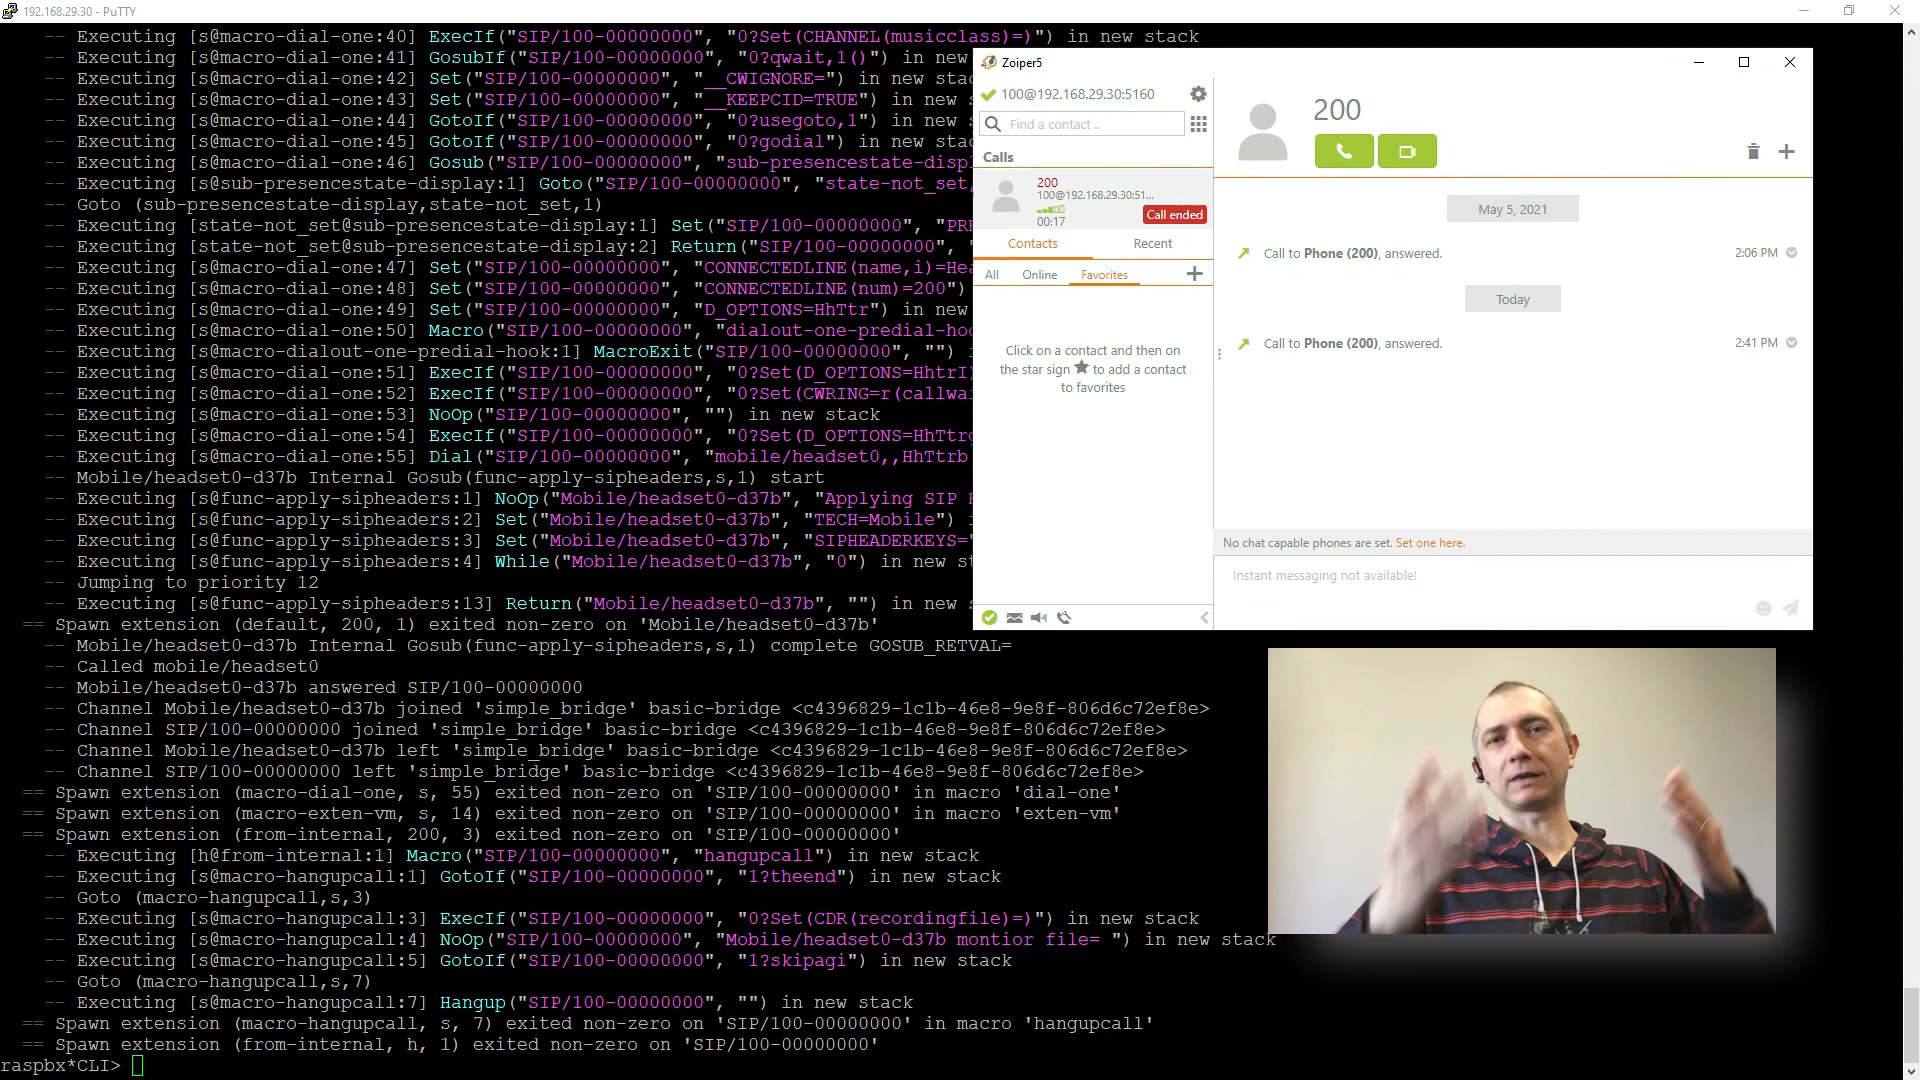 192.168.29.30 - PuTTY
-- Executing [s@macro-dial-one:40] ExecIf("SIP/100-00000000", "0?Set(CHANNEL(musicclass)=)") in new stack
-- Executing [s@macro-dial-one:41] GosubIf("SIP/100-00000000", "0?qwait,1()") in new
-- Executing [s@macro-dial-one:42] Set("SIP/100-00000000", "__CWIGNORE=") in new stac
-- Executing [s@macro-dial-one:43] Set("SIP/100-00000000", "__KEEPCID=TRUE") in new s
-- Executing [s@macro-dial-one:44] GotoIf("SIP/100-00000000", "0?usegoto,1") in new s
-- Executing [s@macro-dial-one:45] GotoIf("SIP/100-00000000", "0?godial") in new stac
-- Executing [s@macro-dial-one:46] Gosub("SIP/100-00000000", "sub-presencestate-displ
-- Executing [s@sub-presencestate-display:1] Goto("SIP/100-00000000", "state-not_set,
-- Goto (sub-presencestate-display,state-not_set,1)
-- Executing [state-not_set@sub-presencestate-display:1] Set("SIP/100-00000000", "PRE
-- Executing [state-not_set@sub-presencestate-display:2] Return("SIP/100-00000000", "
-- Executing [s@macro-dial-one:47] Set("SIP/100-00000000", "CONNECTEDLINE(name,i)=Hea
-- Executing [s@macro-dial-one:48] Set("SIP/100-00000000", "CONNECTEDLINE(num)=200")
-- Executing [s@macro-dial-one:49] Set("SIP/100-00000000", "D_OPTIONS=HhTtr") in new
-- Executing [s@macro-dial-one:50] Macro("SIP/100-00000000", "dialout-one-predial-hoo
-- Executing [s@macro-dialout-one-predial-hook:1] MacroExit("SIP/100-00000000", "") i
-- Executing [s@macro-dial-one:51] ExecIf("SIP/100-00000000", "0?Set(D_OPTIONS=HhtrI)
-- Executing [s@macro-dial-one:52] ExecIf("SIP/100-00000000", "0?Set(CWRING=r(callwai
-- Executing [s@macro-dial-one:53] NoOp("SIP/100-00000000", "") in new stack
-- Executing [s@macro-dial-one:54] ExecIf("SIP/100-00000000", "0?Set(D_OPTIONS=HhTtrg
-- Executing [s@macro-dial-one:55] Dial("SIP/100-00000000", "mobile/headset0,,HhTtrb
-- Mobile/headset0-d37b Internal Gosub(func-apply-sipheaders,s,1) start
-- Executing [s@func-apply-sipheaders:1] NoOp("Mobile/headset0-d37b", "Applying SIP H
-- Executing [s@func-apply-sipheaders:2] Set("Mobile/headset0-d37b", "TECH=Mobile") i
-- Executing [s@func-apply-sipheaders:3] Set("Mobile/headset0-d37b", "SIPHEADERKEYS="
-- Executing [s@func-apply-sipheaders:4] While("Mobile/headset0-d37b", "0") in new st
-- Jumping to priority 12
-- Executing [s@func-apply-sipheaders:13] Return("Mobile/headset0-d37b", "") in new s
== Spawn extension (default, 200, 1) exited non-zero on 'Mobile/headset0-d37b'
-- Mobile/headset0-d37b Internal Gosub(func-apply-sipheaders,s,1) complete GOSUB_RETVAL=
-- Called mobile/headset0
-- Mobile/headset0-d37b answered SIP/100-00000000
-- Channel Mobile/headset0-d37b joined 'simple_bridge' basic-bridge <c4396829-1c1b-46e8-9e8f-806d6c72ef8e>
-- Channel SIP/100-00000000 joined 'simple_bridge' basic-bridge <c4396829-1c1b-46e8-9e8f-806d6c72ef8e>
-- Channel Mobile/headset0-d37b left 'simple_bridge' basic-bridge <c4396829-1c1b-46e8-9e8f-806d6c72ef8e>
-- Channel SIP/100-00000000 left 'simple_bridge' basic-bridge <c4396829-1c1b-46e8-9e8f-806d6c72ef8e>
== Spawn extension (macro-dial-one, s, 55) exited non-zero on 'SIP/100-00000000' in macro 'dial-one'
== Spawn extension (macro-exten-vm, s, 14) exited non-zero on 'SIP/100-00000000' in macro 'exten-vm'
== Spawn extension (from-internal, 200, 3) exited non-zero on 'SIP/100-00000000'
-- Executing [h@from-internal:1] Macro("SIP/100-00000000", "hangupcall") in new stack
-- Executing [s@macro-hangupcall:1] GotoIf("SIP/100-00000000", "1?theend") in new stack
-- Goto (macro-hangupcall,s,3)
-- Executing [s@macro-hangupcall:3] ExecIf("SIP/100-00000000", "0?Set(CDR(recordingfile)=)") in new stack
-- Executing [s@macro-hangupcall:4] NoOp("SIP/100-00000000", "Mobile/headset0-d37b montior file= ") in new stack
-- Executing [s@macro-hangupcall:5] GotoIf("SIP/100-00000000", "1?skipagi") in new stack
-- Goto (macro-hangupcall,s,7)
-- Executing [s@macro-hangupcall:7] Hangup("SIP/100-00000000", "") in new stack
== Spawn extension (macro-hangupcall, s, 7) exited non-zero on 'SIP/100-00000000' in macro 'hangupcall'
== Spawn extension (from-internal, h, 1) exited non-zero on 'SIP/100-00000000'
raspbx*CLI>
Zoiper5
100@192.168.29.30:5160
Find a contact ..
Calls
200
100@192.168.29.30:51...
00:17
Call ended
Contacts Recent
All Online Favorites
Click on a contact and then on
the star sign to add a contact
to favorites
200
May 5, 2021
Call to Phone (200), answered. 2:06 PM
Today
Call to Phone (200), answered. 2:41 PM
No chat capable phones are set. Set one here.
Instant messaging not available!